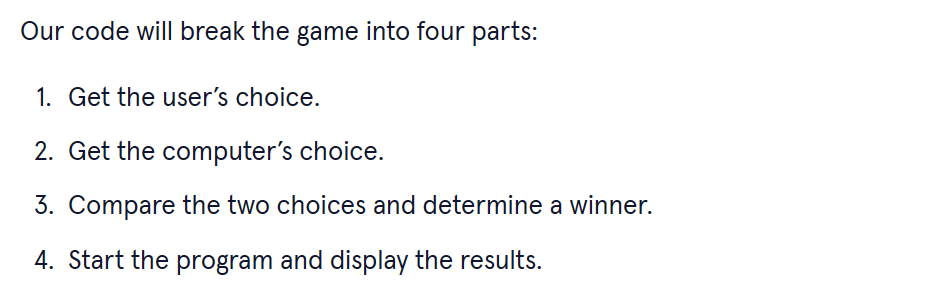 Our code will break the game into four parts:
1. Get the user’s choice.
2. Get the computer’s choice.
3. Compare the two choices and determine a winner.
4. Start the program and display the results.